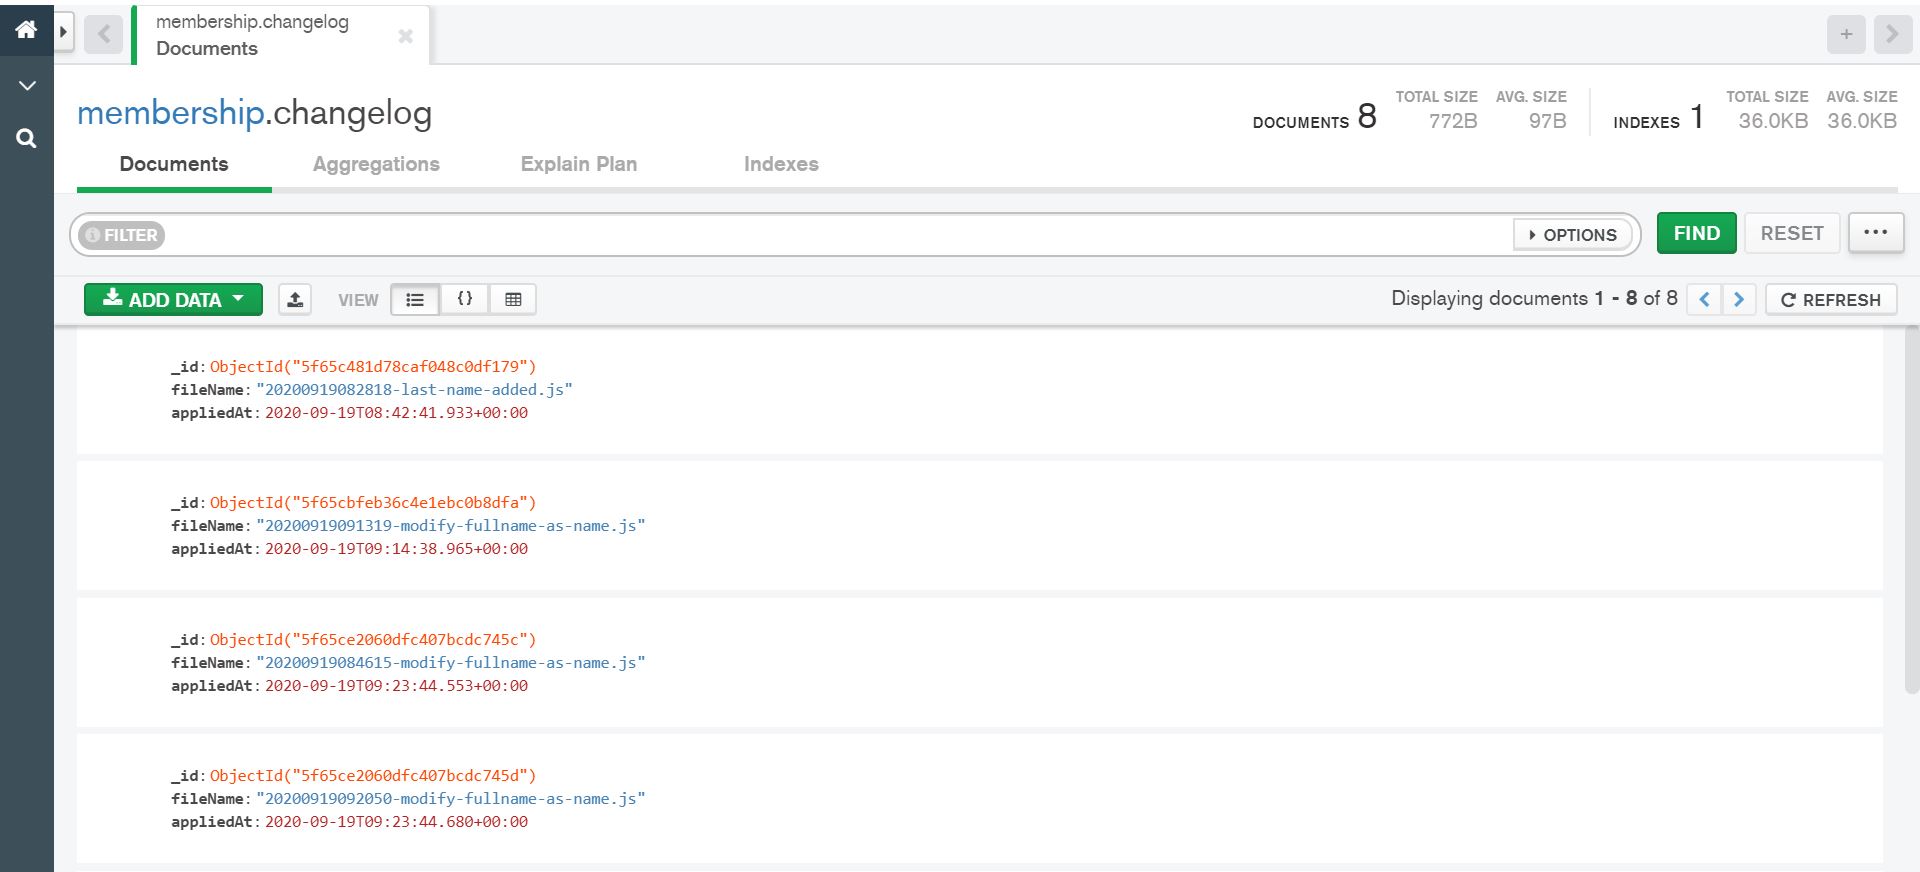 membership.changelog
Documents
membership.changelog
DOCUMENTS 8 TOTAL SIZE 772B AVG. SIZE 97B INDEXES 1 TOTAL SIZE 36.0KB AVG. SIZE 36.0KB
Documents Aggregations Explain Plan Indexes
FILTER OPTIONS FIND RESET ...
ADD DATA VIEW {} Displaying documents 1 - 8 of 8 REFRESH
_id: ObjectId("5f65c481d78caf048c0df179")
fileName: "20200919082818-last-name-added.js"
appliedAt: 2020-09-19T08:42:41.933+00:00
_id: ObjectId("5f65cbfeb36c4e1ebc0b8dfa")
fileName: "20200919091319-modify-fullname-as-name.js"
appliedAt: 2020-09-19T09:14:38.965+00:00
_id: ObjectId("5f65ce2060dfc407bcdc745c")
fileName: "20200919084615-modify-fullname-as-name.js"
appliedAt: 2020-09-19T09:23:44.553+00:00
_id: ObjectId("5f65ce2060dfc407bcdc745d")
fileName: "20200919092050-modify-fullname-as-name.js"
appliedAt: 2020-09-19T09:23:44.680+00:00